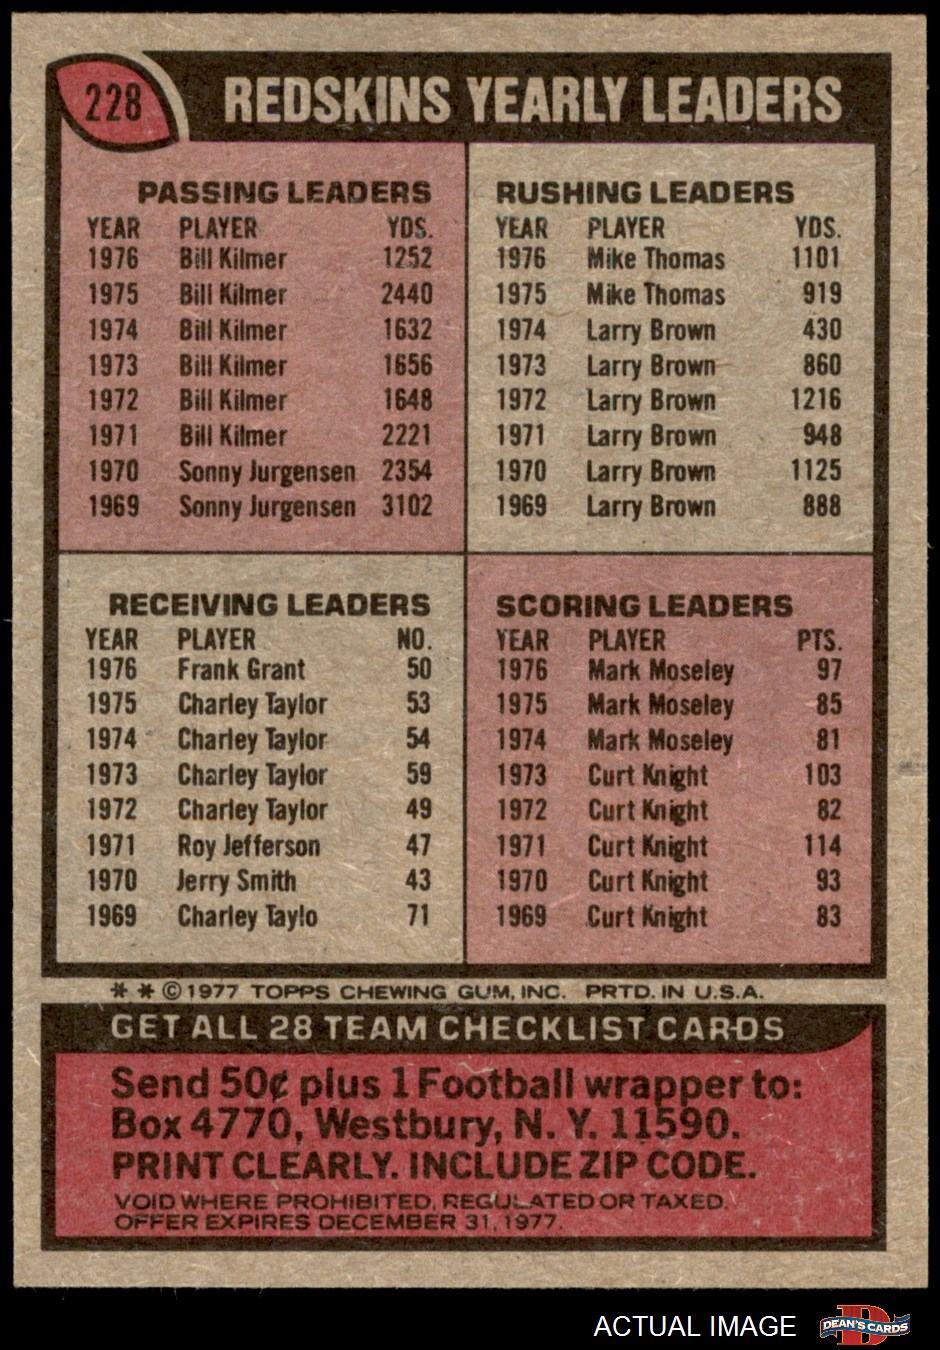 228
REDSKINS YEARLY LEADERS
PASSING LEADERS
YEAR PLAYER YDS.
1976 Bill Kilmer 1252
1975 Bill Kilmer 2440
1974 Bill Kilmer 1632
1973 Bill Kilmer 1656
1972 Bill Kilmer 1648
1971 Bill Kilmer 2221
1970 Sonny Jurgensen 2354
1969 Sonny Jurgensen 3102
RUSHING LEADERS
YEAR PLAYER YDS.
1976 Mike Thomas 1101
1975 Mike Thomas 919
1974 Larry Brown 430
1973 Larry Brown 860
1972 Larry Brown 1216
1971 Larry Brown 948
1970 Larry Brown 1125
1969 Larry Brown 888
RECEIVING LEADERS
YEAR PLAYER NO.
1976 Frank Grant 50
1975 Charley Taylor 53
1974 Charley Taylor 54
1973 Charley Taylor 59
1972 Charley Taylor 49
1971 Roy Jefferson 47
1970 Jerry Smith 43
1969 Charley Taylo 71
SCORING LEADERS
YEAR PLAYER PTS.
1976 Mark Moseley 97
1975 Mark Moseley 85
1974 Mark Moseley 81
1973 Curt Knight 103
1972 Curt Knight 82
1971 Curt Knight 114
1970 Curt Knight 93
1969 Curt Knight 83
* * © 1977 TOPPS CHEWING GUM, INC. PRTD. IN U.S.A.
GET ALL 28 TEAM CHECKLIST CARDS
Send 50¢ plus 1 Football wrapper to:
Box 4770, Westbury, N. Y. 11590.
PRINT CLEARLY. INCLUDE ZIP CODE.
VOID WHERE PROHIBITED, REGULATED OR TAXED.
OFFER EXPIRES DECEMBER 31, 1977.
ACTUAL IMAGE
D
DEAN'S CARDS